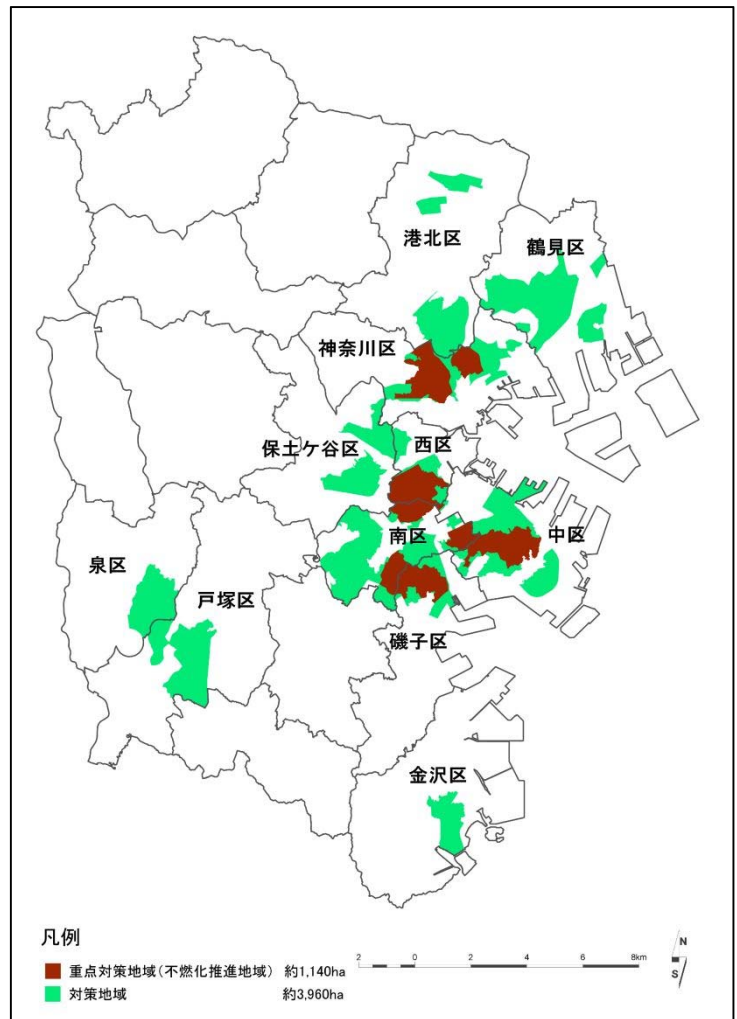 港北区
鶴見区
神奈川区
保土ケ谷区
西区
南区
中区
泉区
戸塚区
磯子区
金沢区
凡例
重点対策地域(不燃化推進地域) 約1,140ha
対策地域 約3,960ha
2 0 2 4 6 8km
N
S